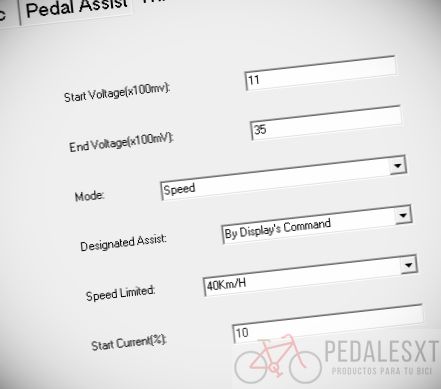 Pedal Assist
Start Voltage(x100mv):
11
End Voltage(x100mV):
35
Mode:
Speed
Designated Assist:
By Display's Command
Speed Limited:
40Km/H
Start Current(%):
10
PEDALESXT
PRODUCTOS PARA TU BICI